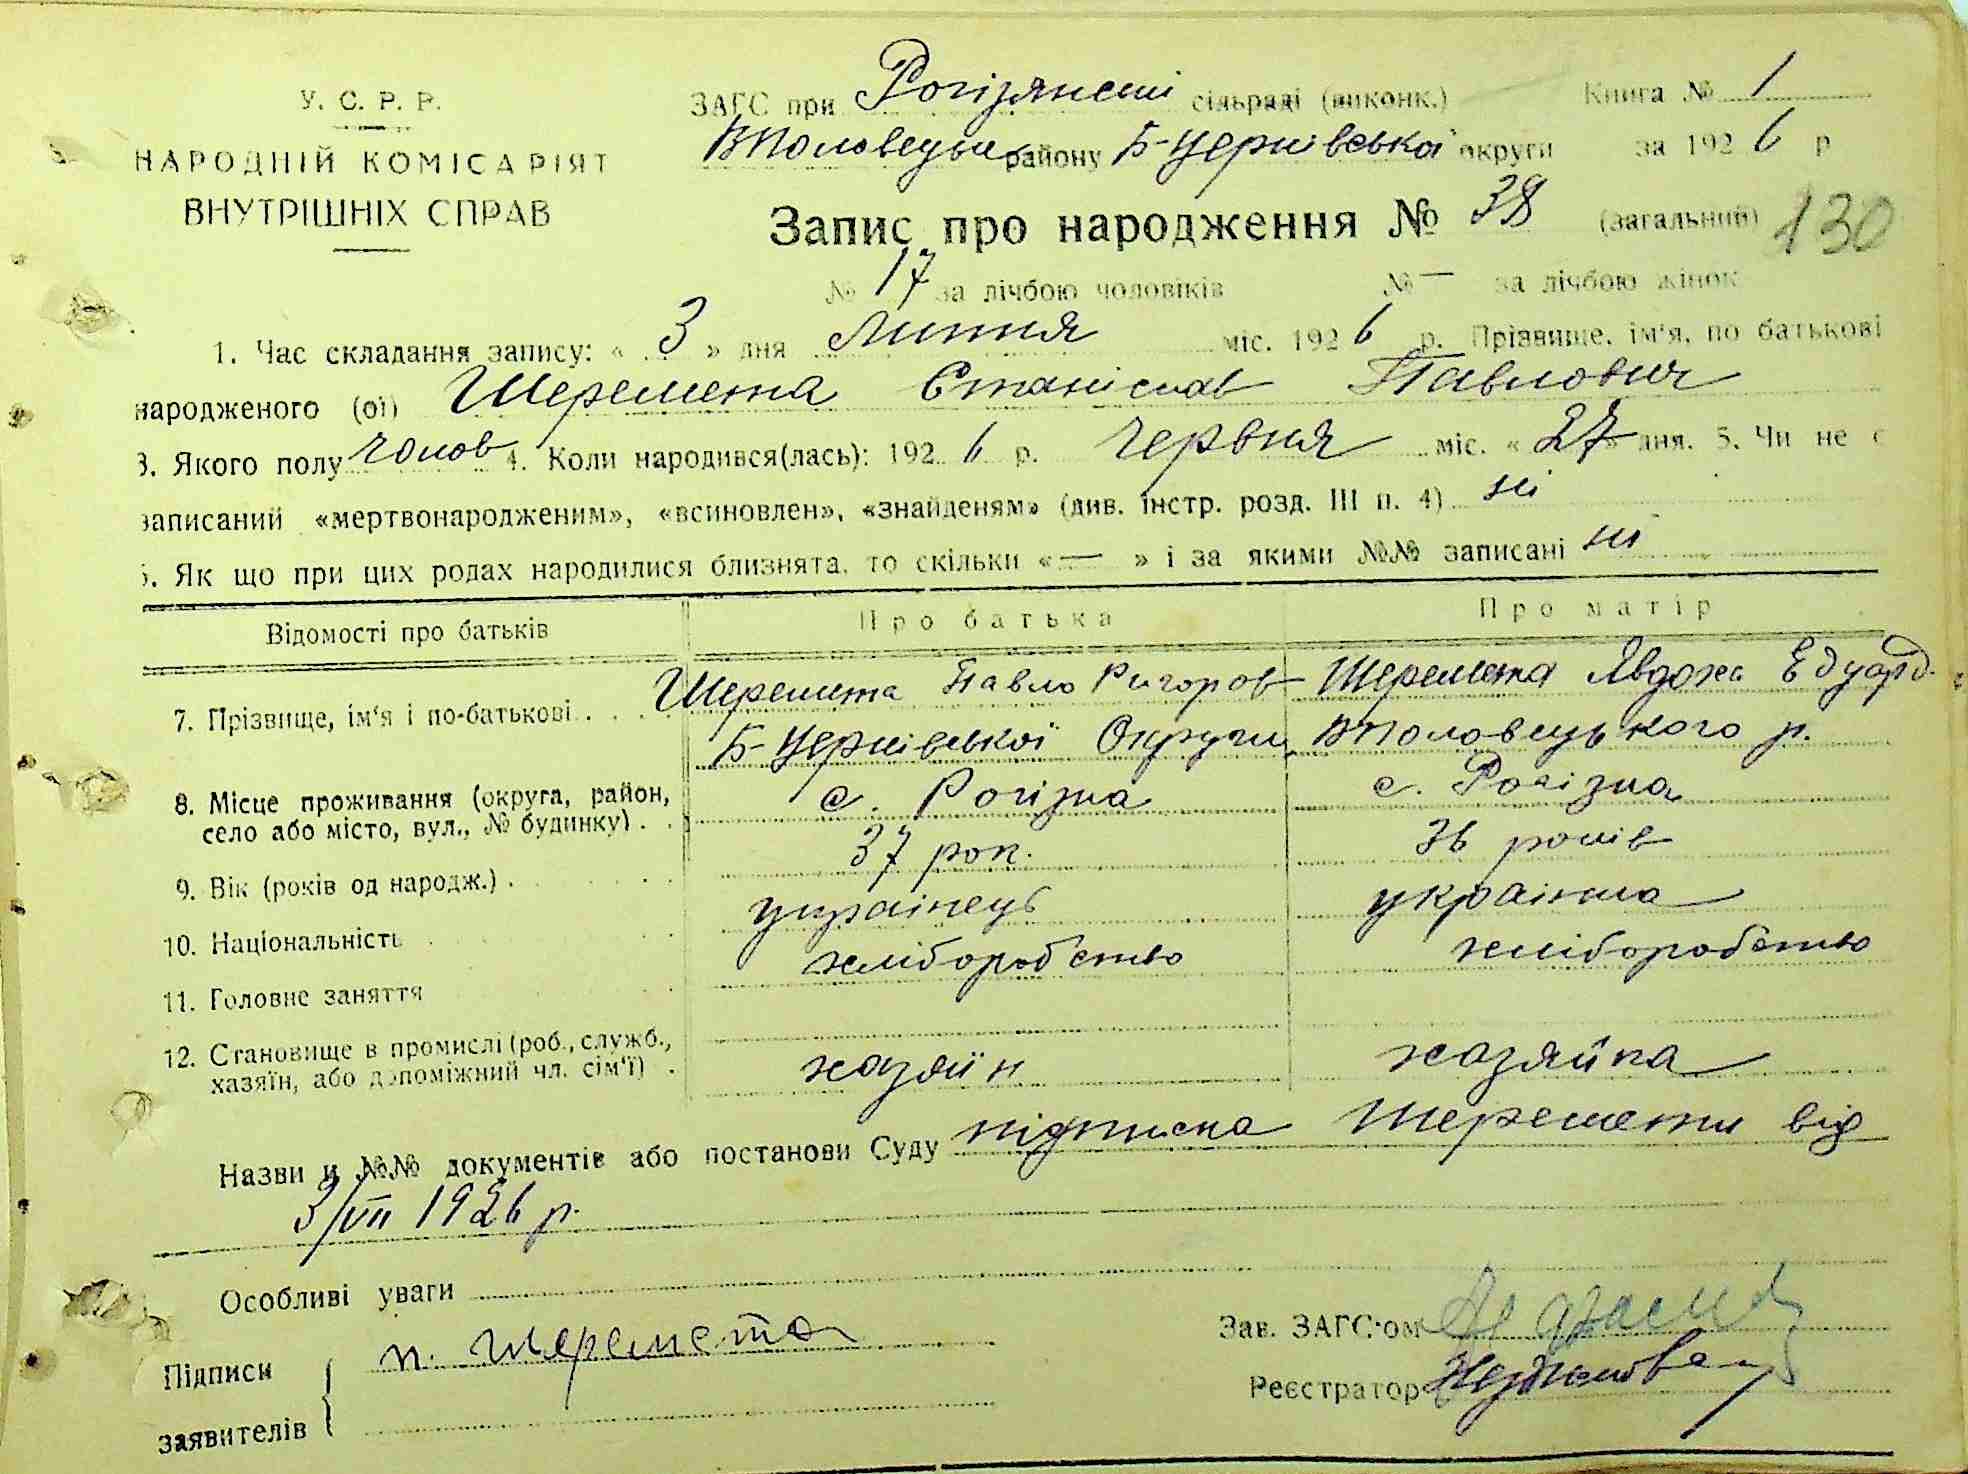 У. С. Р. Р.
НАРОДНІЙ КОМІСАРІЯТ
ВНУТРІШНІХ СПРАВ
ЗАГС при Рогізянскі сільраді (виконк.) Книга № 1
району Б-Церківської округи за 1926 р
Запис про народження № 38 (загальний) 130
№ 17 за лічбою чоловіків № — за лічбою жінок
1. Час складання запису: « 3 » дня Липня міс. 1926 р. Прізвище, ім'я, по батькові
народженого (ої) Шеремета Станіслав Павлович
3. Якого полу чолов 4. Коли народився(лась): 1926 р. Червня міс. « 27 » дня. 5. Чи не є
записаний «мертвонародженим», «всиновлен», «знайденям» (див. інстр. розд. III п. 4) ні
6. Як що при цих родах народилися близнята, то скільки « — » і за якими №№ записані ні
Відомості про батьків Про батька Про матір
7. Прізвище, ім'я і по-батькові Шеремета Павло Ригоров Шеремета Явдоха Едуард.
Б-Церківської Округи, р.
8. Місце проживання (округа, район, с. Рогізна с. Рогізна
село або місто, вул., № будинку)
9. Вік (років од народж.) 37 рок. 36 років
10. Національність українець українка
11. Головне заняття хліборобство хліборобство
12. Становище в промислі (роб., служб., хазяїн хазяйка
хазяїн, або допоміжний чл. сім'ї)
Назви и №№ документів або постанови Суду підписка Шеремети від
3/VII 1926 р.
Особливі уваги
Підписи п. Шеремета Зав. ЗАГС'ом
заявителів Реєстратор